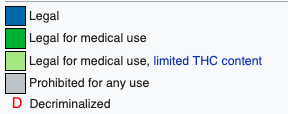 Legal
Legal for medical use
Legal for medical use, limited THC content
Prohibited for any use
D Decriminalized